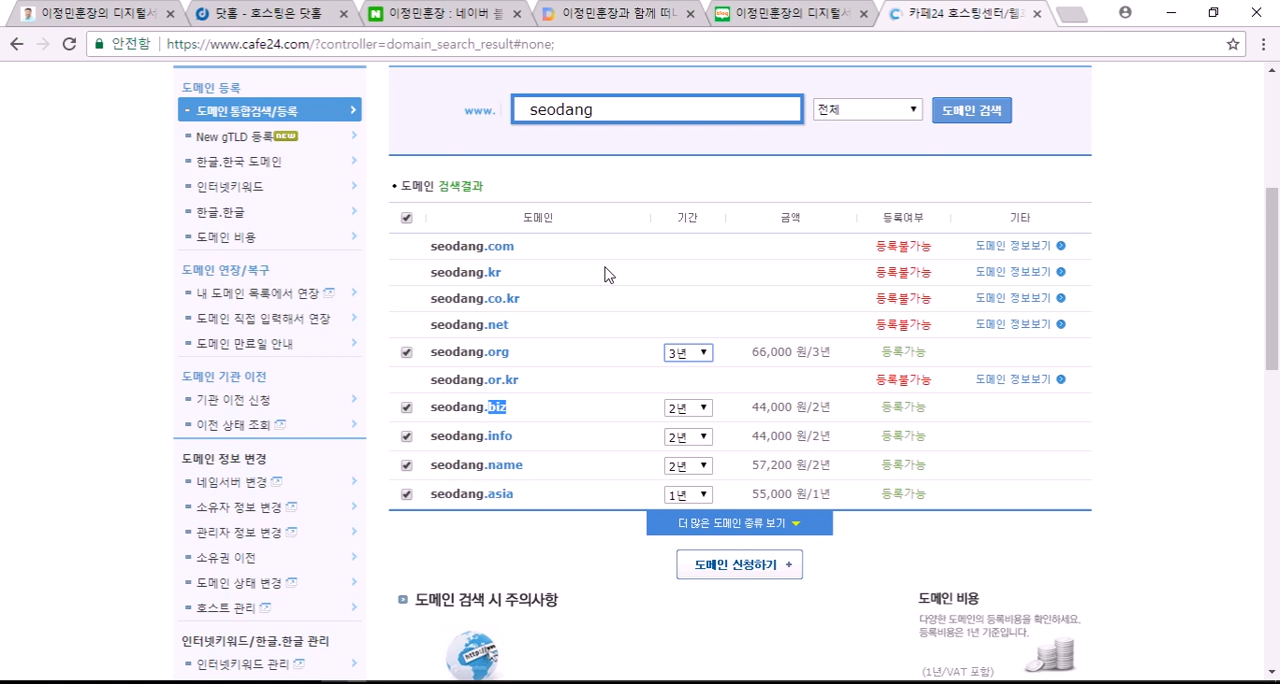 이정민훈장의 디지털서
닷홈 - 호스팅은 닷홈
이정민훈장 : 네이버 블
이정민훈장과 함께 떠나
이정민훈장의 디지털서
카페24 호스팅센터/웹
안전함 https://www.cafe24.com/?controller=domain_search_result#none;
도메인 등록
도메인 통합검색/등록
New gTLD 등록 NEW
한글.한국 도메인
인터넷키워드
한글.한글
도메인 비용
도메인 연장/복구
내 도메인 목록에서 연장
도메인 직접 입력해서 연장
도메인 만료일 안내
도메인 기관 이전
기관 이전 신청
이전 상태 조회
도메인 정보 변경
네임서버 변경
소유자 정보 변경
관리자 정보 변경
소유권 이전
도메인 상태 변경
호스트 관리
인터넷키워드/한글.한글 관리
인터넷키워드 관리
www. seodang 전체 도메인 검색
도메인 검색결과
도메인 기간 금액 등록여부 기타
seodang.com 등록불가능 도메인 정보보기
seodang.kr 등록불가능 도메인 정보보기
seodang.co.kr 등록불가능 도메인 정보보기
seodang.net 등록불가능 도메인 정보보기
seodang.org 3년 66,000 원/3년 등록가능
seodang.or.kr 등록불가능 도메인 정보보기
seodang.biz 2년 44,000 원/2년 등록가능
seodang.info 2년 44,000 원/2년 등록가능
seodang.name 2년 57,200 원/2년 등록가능
seodang.asia 1년 55,000 원/1년 등록가능
더 많은 도메인 종류 보기
도메인 신청하기 +
도메인 검색 시 주의사항
http://www
도메인 비용
다양한 도메인의 등록비용을 확인하세요.
등록비용은 1년 기준입니다.
(1년/VAT 포함)